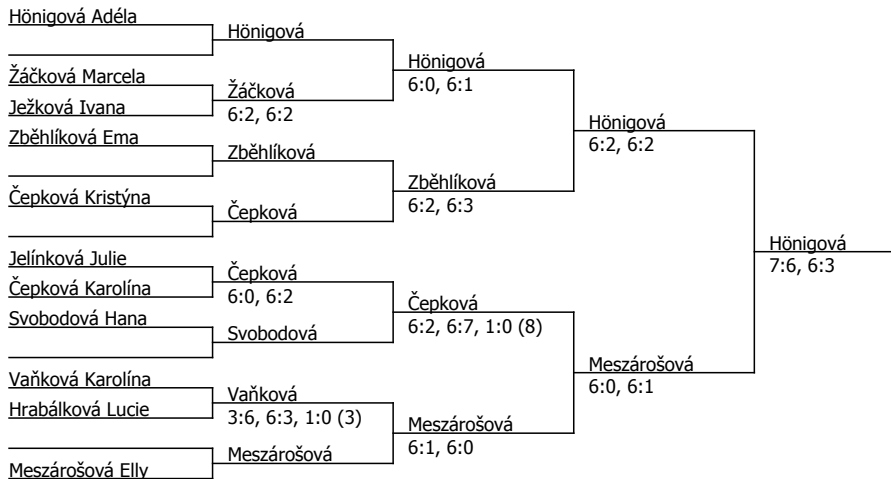 Hönigová Adéla
Hönigová
Hönigová
6:0, 6:1
Žáčková Marcela
Žáčková
6:2, 6:2
Ježková Ivana
Hönigová
6:2, 6:2
Zběhlíková Ema
Zběhlíková
Zběhlíková
6:2, 6:3
Čepková Kristýna
Čepková
Hönigová
7:6, 6:3
Jelínková Julie
Čepková
6:0, 6:2
Čepková Karolína
Čepková
6:2, 6:7, 1:0 (8)
Svobodová Hana
Svobodová
Meszárošová
6:0, 6:1
Vaňková Karolína
Vaňková
3:6, 6:3, 1:0 (3)
Hrabálková Lucie
Meszárošová
6:1, 6:0
Meszárošová
Meszárošová Elly